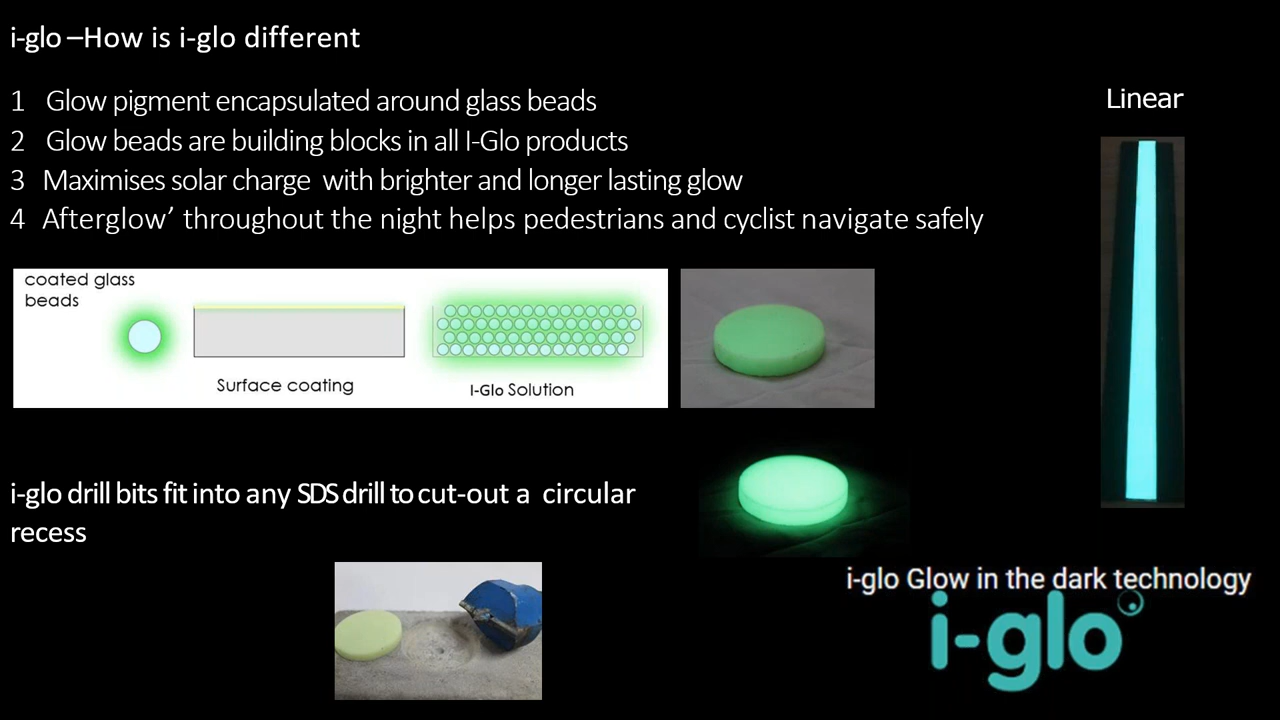 i-glo –How is i-glo different
1 Glow pigment encapsulated around glass beads
2 Glow beads are building blocks in all I-Glo products
3 Maximises solar charge with brighter and longer lasting glow
4 Afterglow’ throughout the night helps pedestrians and cyclist navigate safely
Linear
coated glass
beads
Surface coating
I-Glo Solution
i-glo drill bits fit into any SDS drill to cut-out a circular
recess
i-glo Glow in the dark technology
i-glo